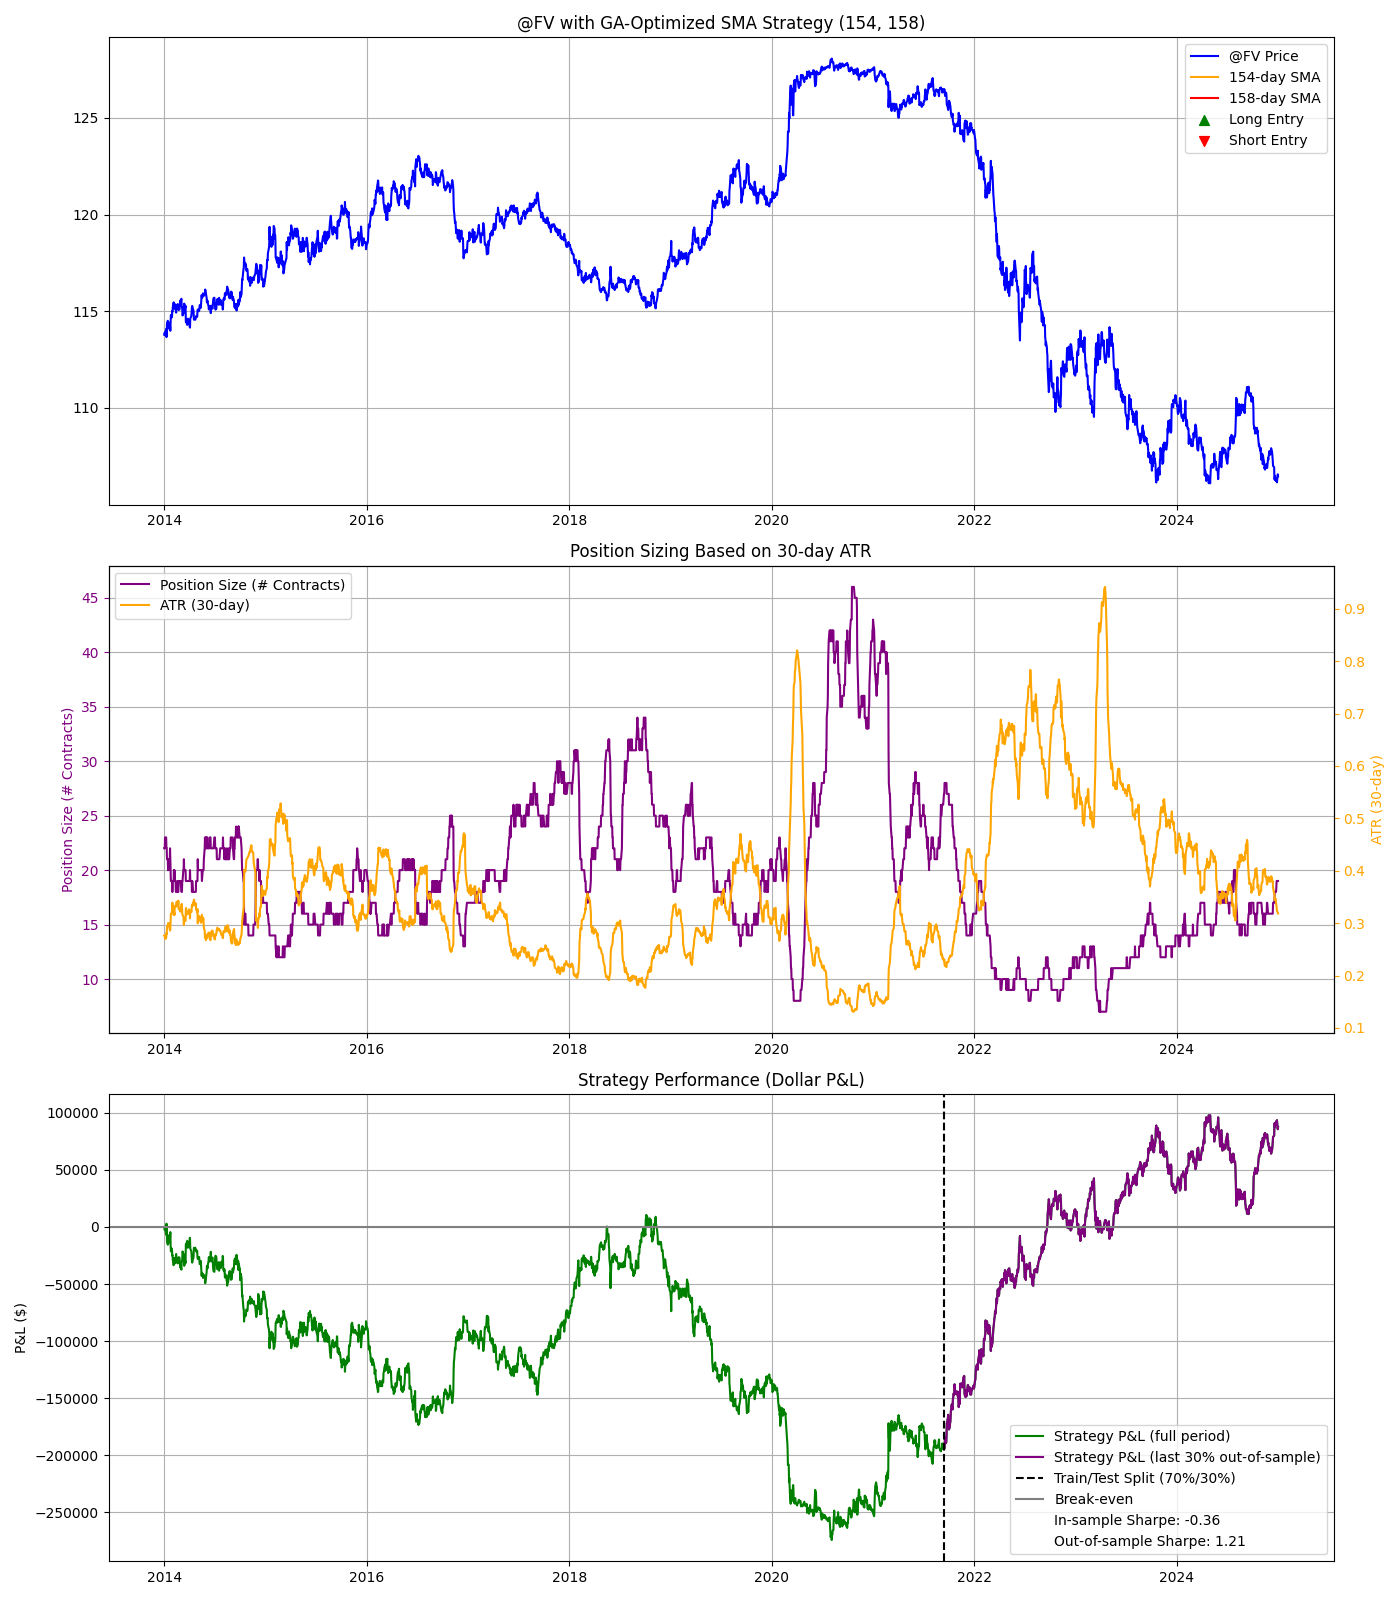 @FV with GA-Optimized SMA Strategy (154, 158)
@FV Price
154-day SMA
158-day SMA
Long Entry
Short Entry
125
120
115
110
2014 2016 2018 2020 2022 2024
Position Sizing Based on 30-day ATR
Position Size (# Contracts)
ATR (30-day)
Position Size (# Contracts)
45
40
35
30
25
20
15
10
0.9
0.8
0.7
0.6
0.5
0.4
0.3
0.2
0.1
ATR (30-day)
2014 2016 2018 2020 2022 2024
Strategy Performance (Dollar P&L)
P&L ($)
100000
50000
0
−50000
−100000
−150000
−200000
−250000
Strategy P&L (full period)
Strategy P&L (last 30% out-of-sample)
Train/Test Split (70%/30%)
Break-even
In-sample Sharpe: -0.36
Out-of-sample Sharpe: 1.21
2014 2016 2018 2020 2022 2024